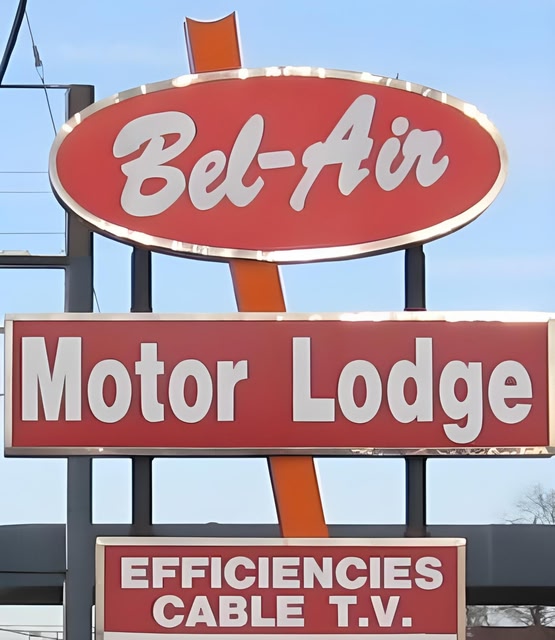 Bel-Air
Motor Lodge
EFFICIENCIES
CABLE T.V.